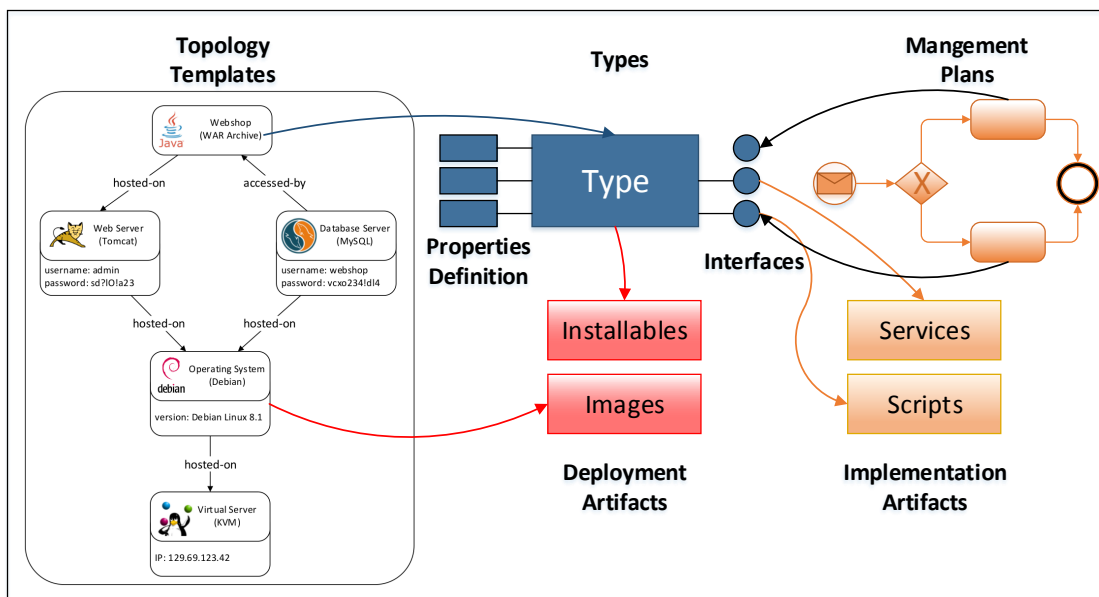 Topology
Templates
Types
Mangement
Plans
Java
Webshop
(WAR Archive)
hosted-on
accessed-by
Web Server
(Tomcat)
username: admin
password: sd?lO!a23
Database Server
(MySQL)
username: webshop
password: vcxo234!dl4
hosted-on
hosted-on
debian
Operating System
(Debian)
version: Debian Linux 8.1
hosted-on
Virtual Server
(KVM)
IP: 129.69.123.42
Type
Properties
Definition
Interfaces
X
Installables
Images
Deployment
Artifacts
Services
Scripts
Implementation
Artifacts